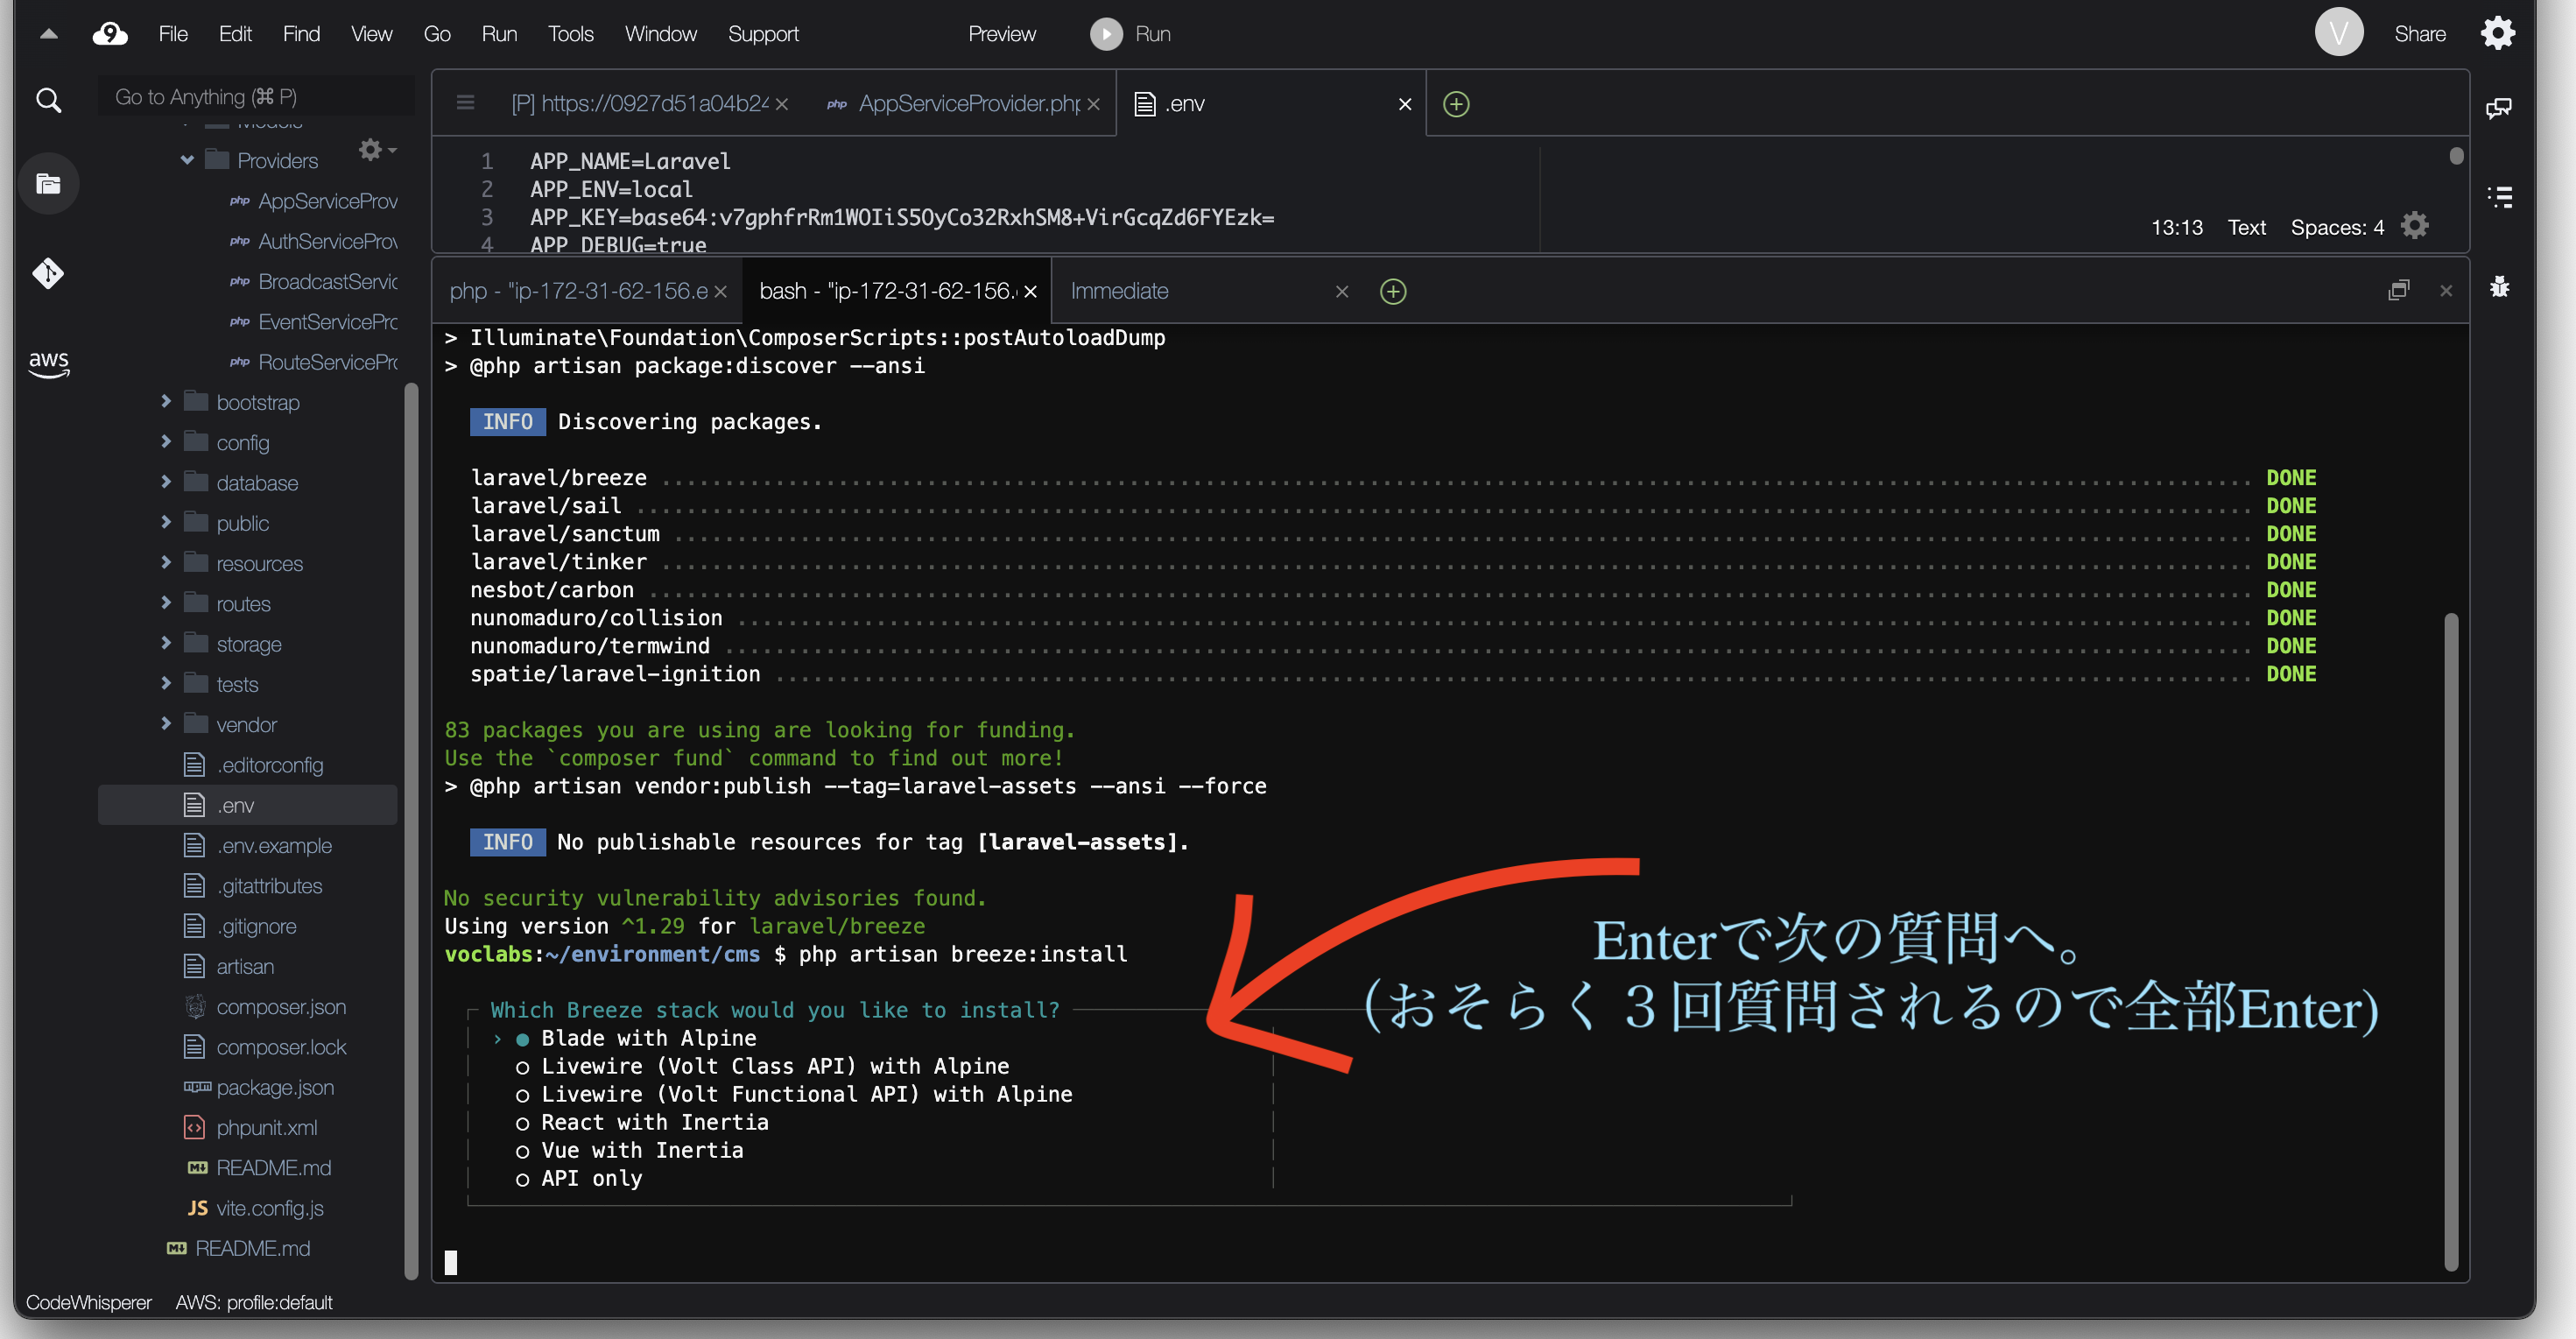 File Edit Find View Go Run Tools Window Support Preview Run V Share
Go to Anything (⌘ P)
[P] https://0927d51a04b24
php AppServiceProvider.php
.env
Models
Providers
php AppServiceProv
php AuthServiceProv
php BroadcastServic
php EventServicePro
php RouteServicePro
bootstrap
config
database
public
resources
routes
storage
tests
vendor
.editorconfig
.env
.env.example
.gitattributes
.gitignore
artisan
composer.json
composer.lock
package.json
phpunit.xml
README.md
JS vite.config.js
README.md
aws
1 APP_NAME=Laravel
2 APP_ENV=local
3 APP_KEY=base64:v7gphfrRm1WOIiS5OyCo32RxhSM8+VirGcqZd6FYEzk=
4 APP_DEBUG=true
13:13 Text Spaces: 4
php - "ip-172-31-62-156.e
bash - "ip-172-31-62-156.
Immediate
> Illuminate\Foundation\ComposerScripts::postAutoloadDump
> @php artisan package:discover --ansi
INFO Discovering packages.
laravel/breeze DONE
laravel/sail DONE
laravel/sanctum DONE
laravel/tinker DONE
nesbot/carbon DONE
nunomaduro/collision DONE
nunomaduro/termwind DONE
spatie/laravel-ignition DONE
83 packages you are using are looking for funding.
Use the `composer fund` command to find out more!
> @php artisan vendor:publish --tag=laravel-assets --ansi --force
INFO No publishable resources for tag [laravel-assets].
No security vulnerability advisories found.
Using version ^1.29 for laravel/breeze
voclabs:~/environment/cms $ php artisan breeze:install
Which Breeze stack would you like to install?
› ● Blade with Alpine
○ Livewire (Volt Class API) with Alpine
○ Livewire (Volt Functional API) with Alpine
○ React with Inertia
○ Vue with Inertia
○ API only
Enterで次の質問へ。
（おそらく３回質問されるので全部Enter)
CodeWhisperer AWS: profile:default